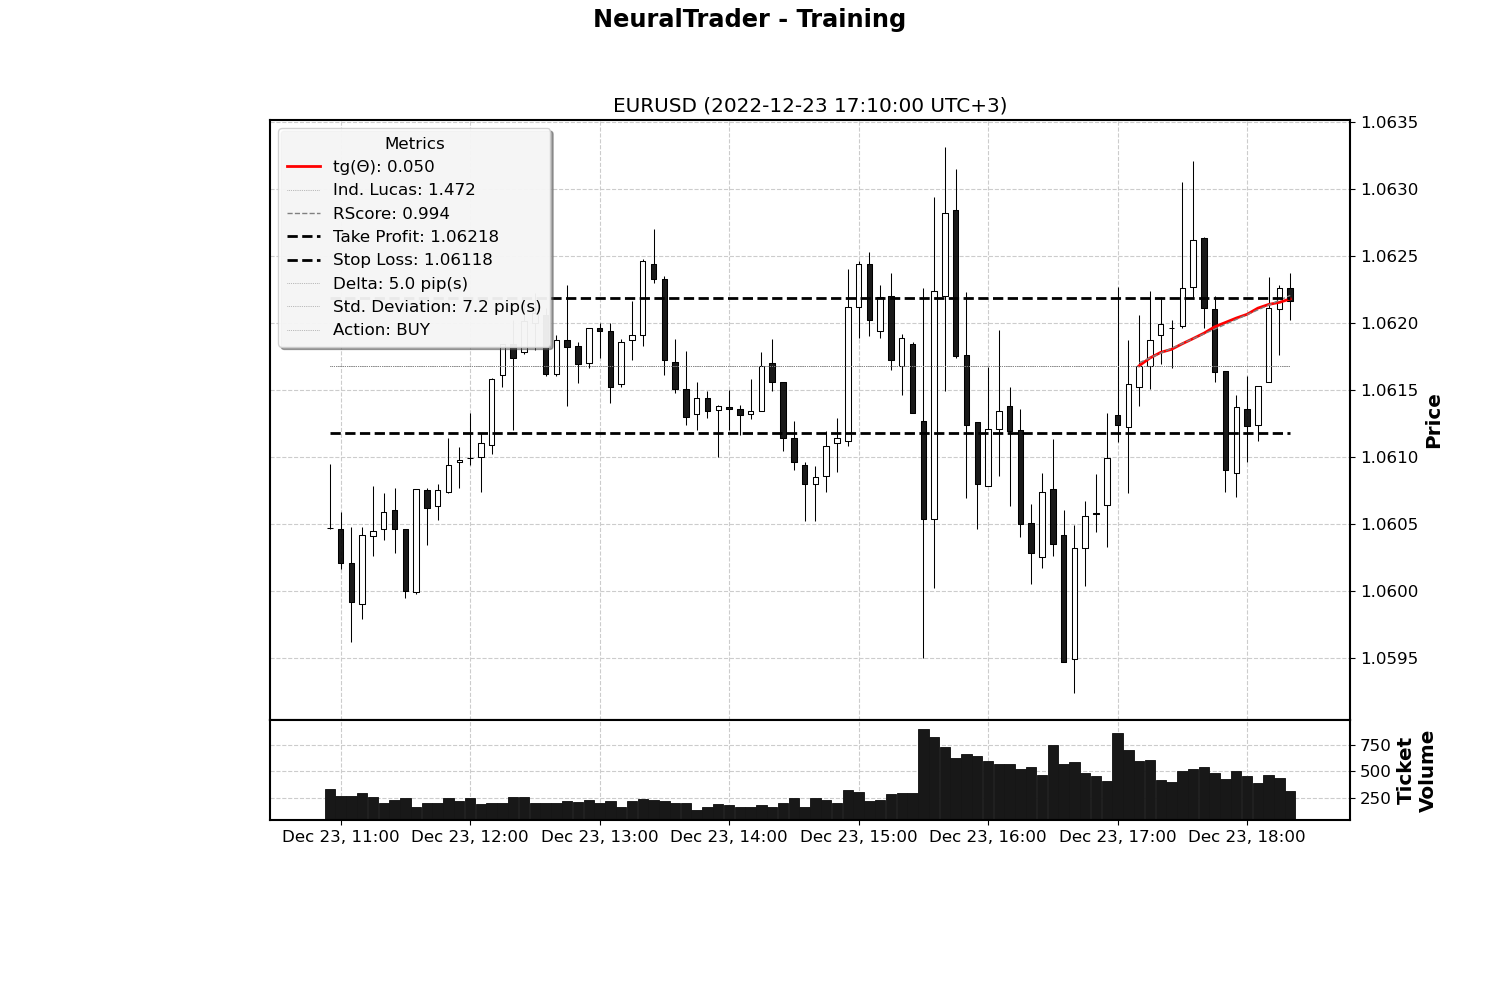 NeuralTrader - Training
EURUSD (2022-12-23 17:10:00 UTC+3)
Metrics
tg(Θ): 0.050
Ind. Lucas: 1.472
RScore: 0.994
Take Profit: 1.06218
Stop Loss: 1.06118
Delta: 5.0 pip(s)
Std. Deviation: 7.2 pip(s)
Action: BUY
1.0635
1.0630
1.0625
1.0620
1.0615
1.0610
1.0605
1.0600
1.0595
Price
750
500
250
Ticket
Volume
Dec 23, 11:00 Dec 23, 12:00 Dec 23, 13:00 Dec 23, 14:00 Dec 23, 15:00 Dec 23, 16:00 Dec 23, 17:00 Dec 23, 18:00